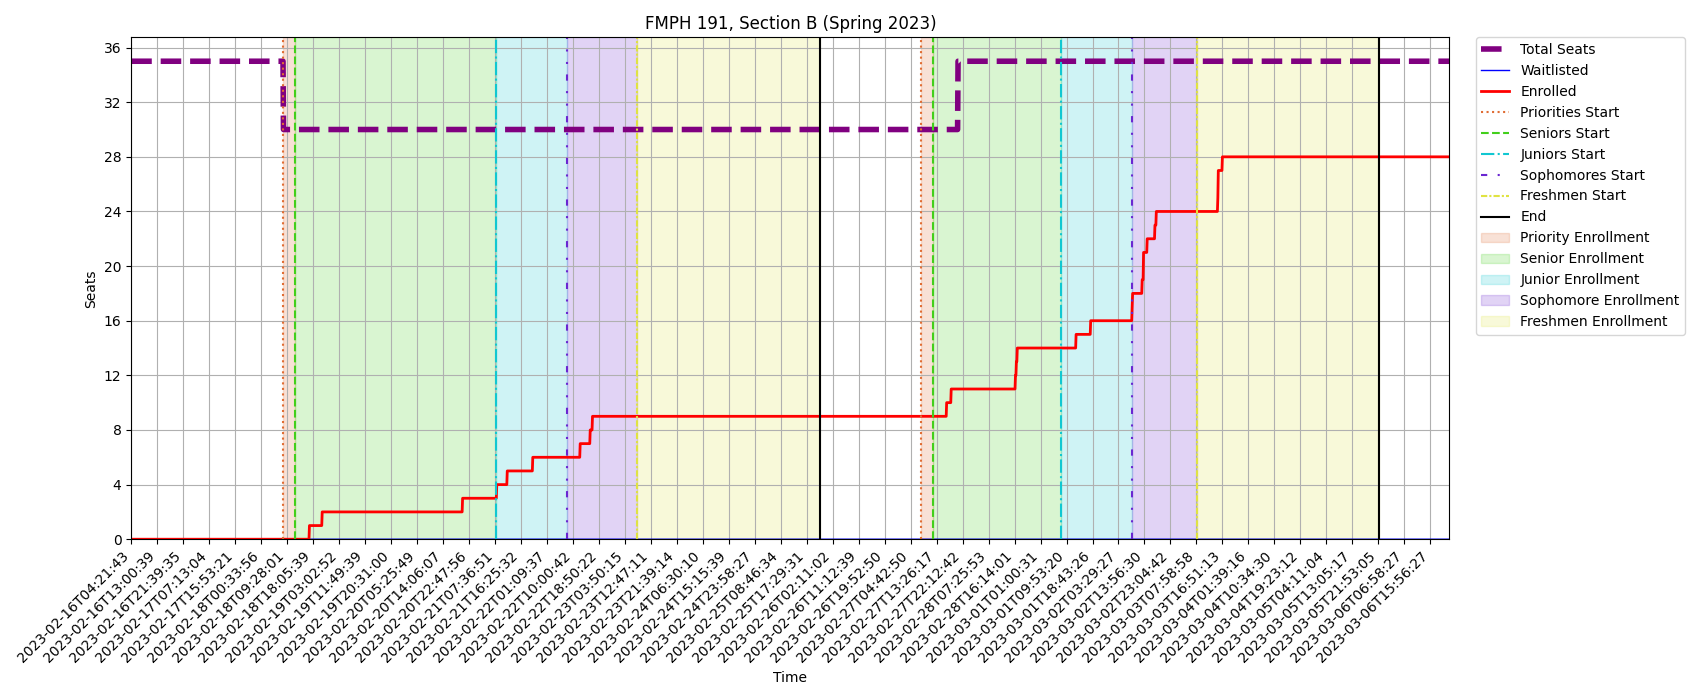 FMPH 191, Section B (Spring 2023)
36
32
28
24
20
16
12
8
4
0
Seats
2023-02-16T04:21:43
2023-02-16T13:00:39
2023-02-16T21:39:35
2023-02-17T07:13:04
2023-02-17T15:53:21
2023-02-18T00:33:56
2023-02-18T09:28:01
2023-02-18T18:05:39
2023-02-19T03:02:52
2023-02-19T11:49:39
2023-02-19T20:31:00
2023-02-20T05:25:49
2023-02-20T14:06:07
2023-02-20T22:47:56
2023-02-21T07:36:51
2023-02-21T16:25:32
2023-02-22T01:09:37
2023-02-22T10:00:42
2023-02-22T18:50:22
2023-02-23T03:50:15
2023-02-23T12:47:11
2023-02-23T21:39:14
2023-02-24T06:30:10
2023-02-24T15:15:39
2023-02-24T23:58:27
2023-02-25T08:46:34
2023-02-25T17:29:31
2023-02-26T02:11:02
2023-02-26T11:12:39
2023-02-26T19:52:50
2023-02-27T04:42:50
2023-02-27T13:26:17
2023-02-27T22:12:42
2023-02-28T07:25:53
2023-02-28T16:14:01
2023-03-01T01:00:31
2023-03-01T09:53:20
2023-03-01T18:43:26
2023-03-02T03:29:27
2023-03-02T13:56:30
2023-03-02T23:04:42
2023-03-03T07:58:58
2023-03-03T16:51:13
2023-03-04T01:39:16
2023-03-04T10:34:30
2023-03-04T19:23:12
2023-03-05T04:11:04
2023-03-05T13:05:17
2023-03-05T21:53:05
2023-03-06T06:58:27
2023-03-06T15:56:27
Time
Total Seats
Waitlisted
Enrolled
Priorities Start
Seniors Start
Juniors Start
Sophomores Start
Freshmen Start
End
Priority Enrollment
Senior Enrollment
Junior Enrollment
Sophomore Enrollment
Freshmen Enrollment